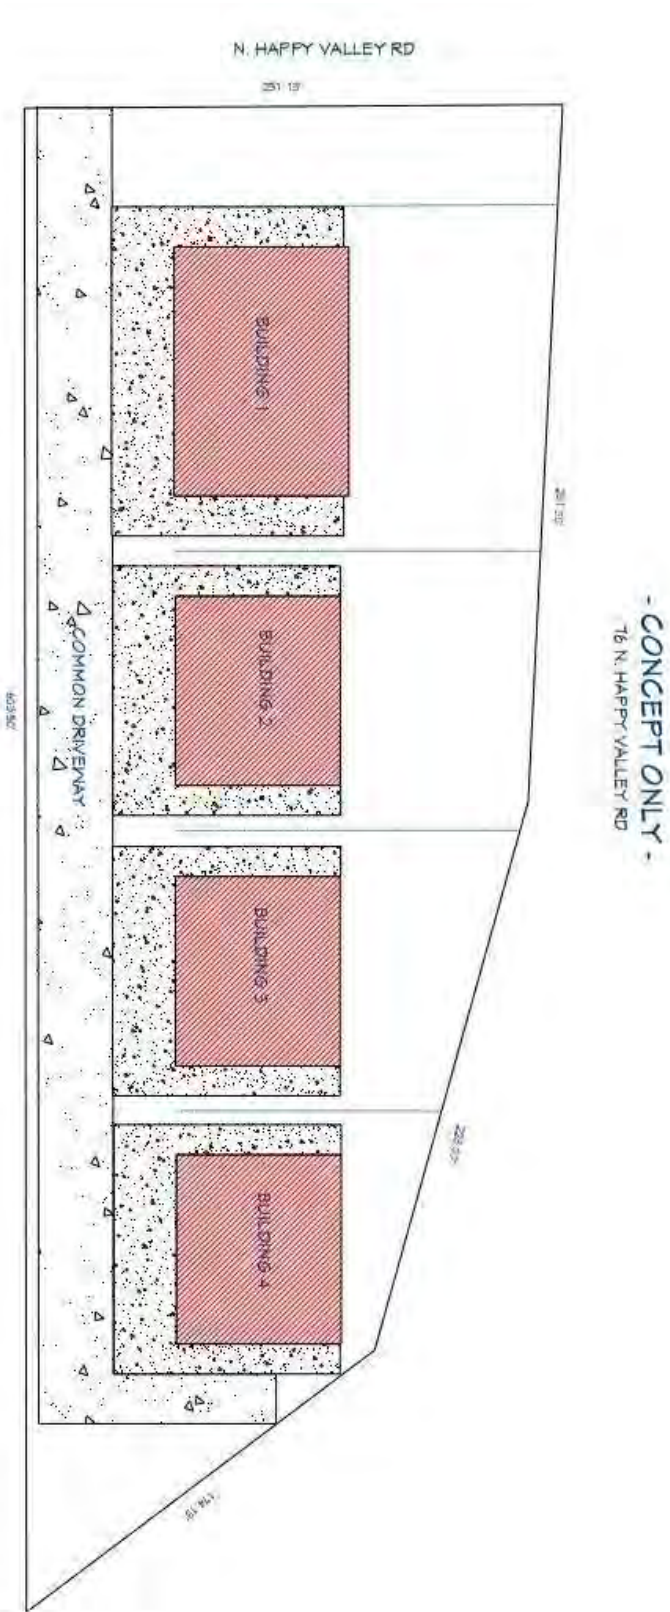 N. HAPPY VALLEY RD
- CONCEPT ONLY -
76 N. HAPPY VALLEY RD
BUILDING 1
BUILDING 2
COMMON DRIVEWAY
BUILDING 3
BUILDING 4